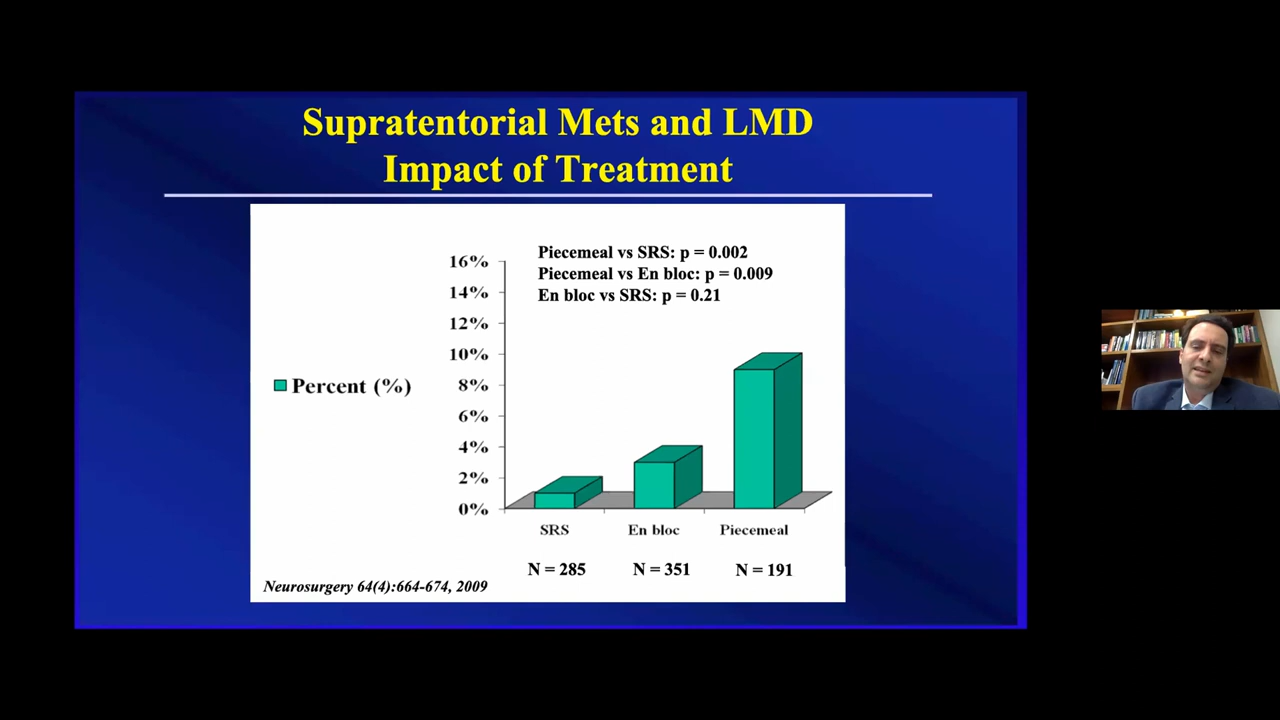 Supratentorial Mets and LMD
Impact of Treatment
Piecemeal vs SRS: p = 0.002
Piecemeal vs En bloc: p = 0.009
En bloc vs SRS: p = 0.21
16%
14%
12%
10%
8%
6%
4%
2%
0%
Percent (%)
SRS En bloc Piecemeal
N = 285 N = 351 N = 191
Neurosurgery 64(4):664-674, 2009